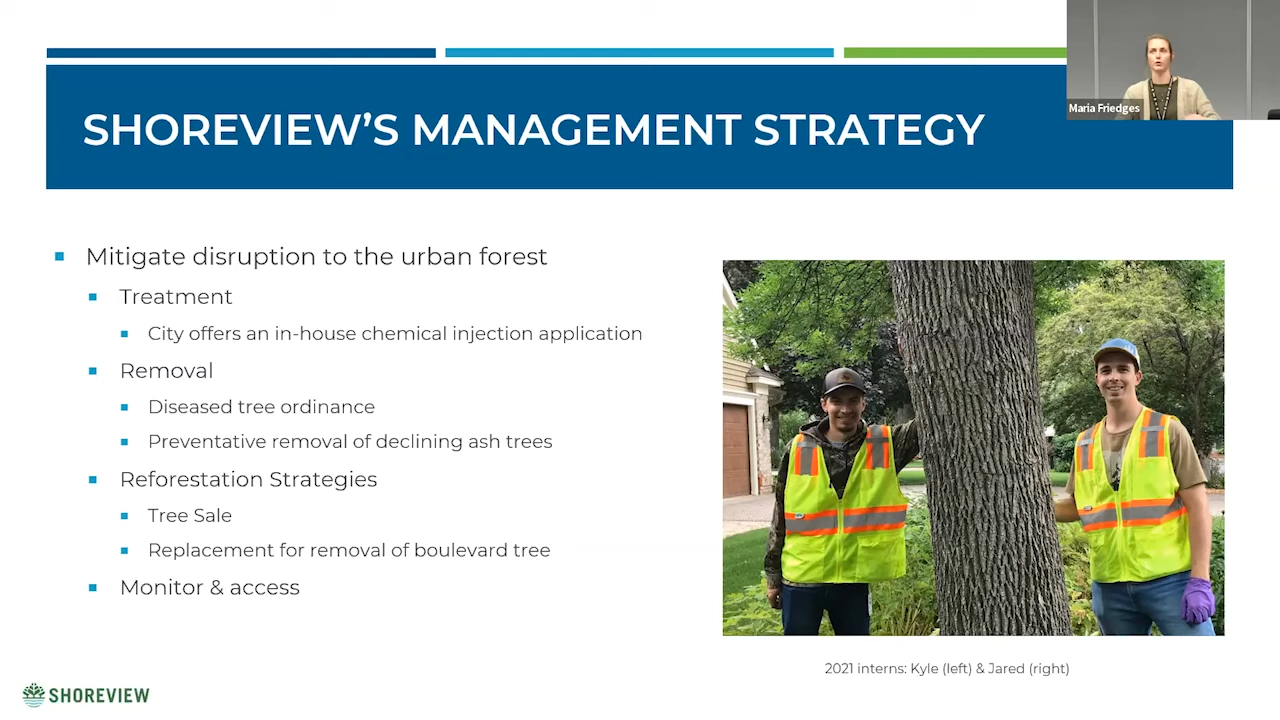 Maria Friedges
SHOREVIEW’S MANAGEMENT STRATEGY
Mitigate disruption to the urban forest
Treatment
City offers an in-house chemical injection application
Removal
Diseased tree ordinance
Preventative removal of declining ash trees
Reforestation Strategies
Tree Sale
Replacement for removal of boulevard tree
Monitor & access
2021 interns: Kyle (left) & Jared (right)
SHOREVIEW